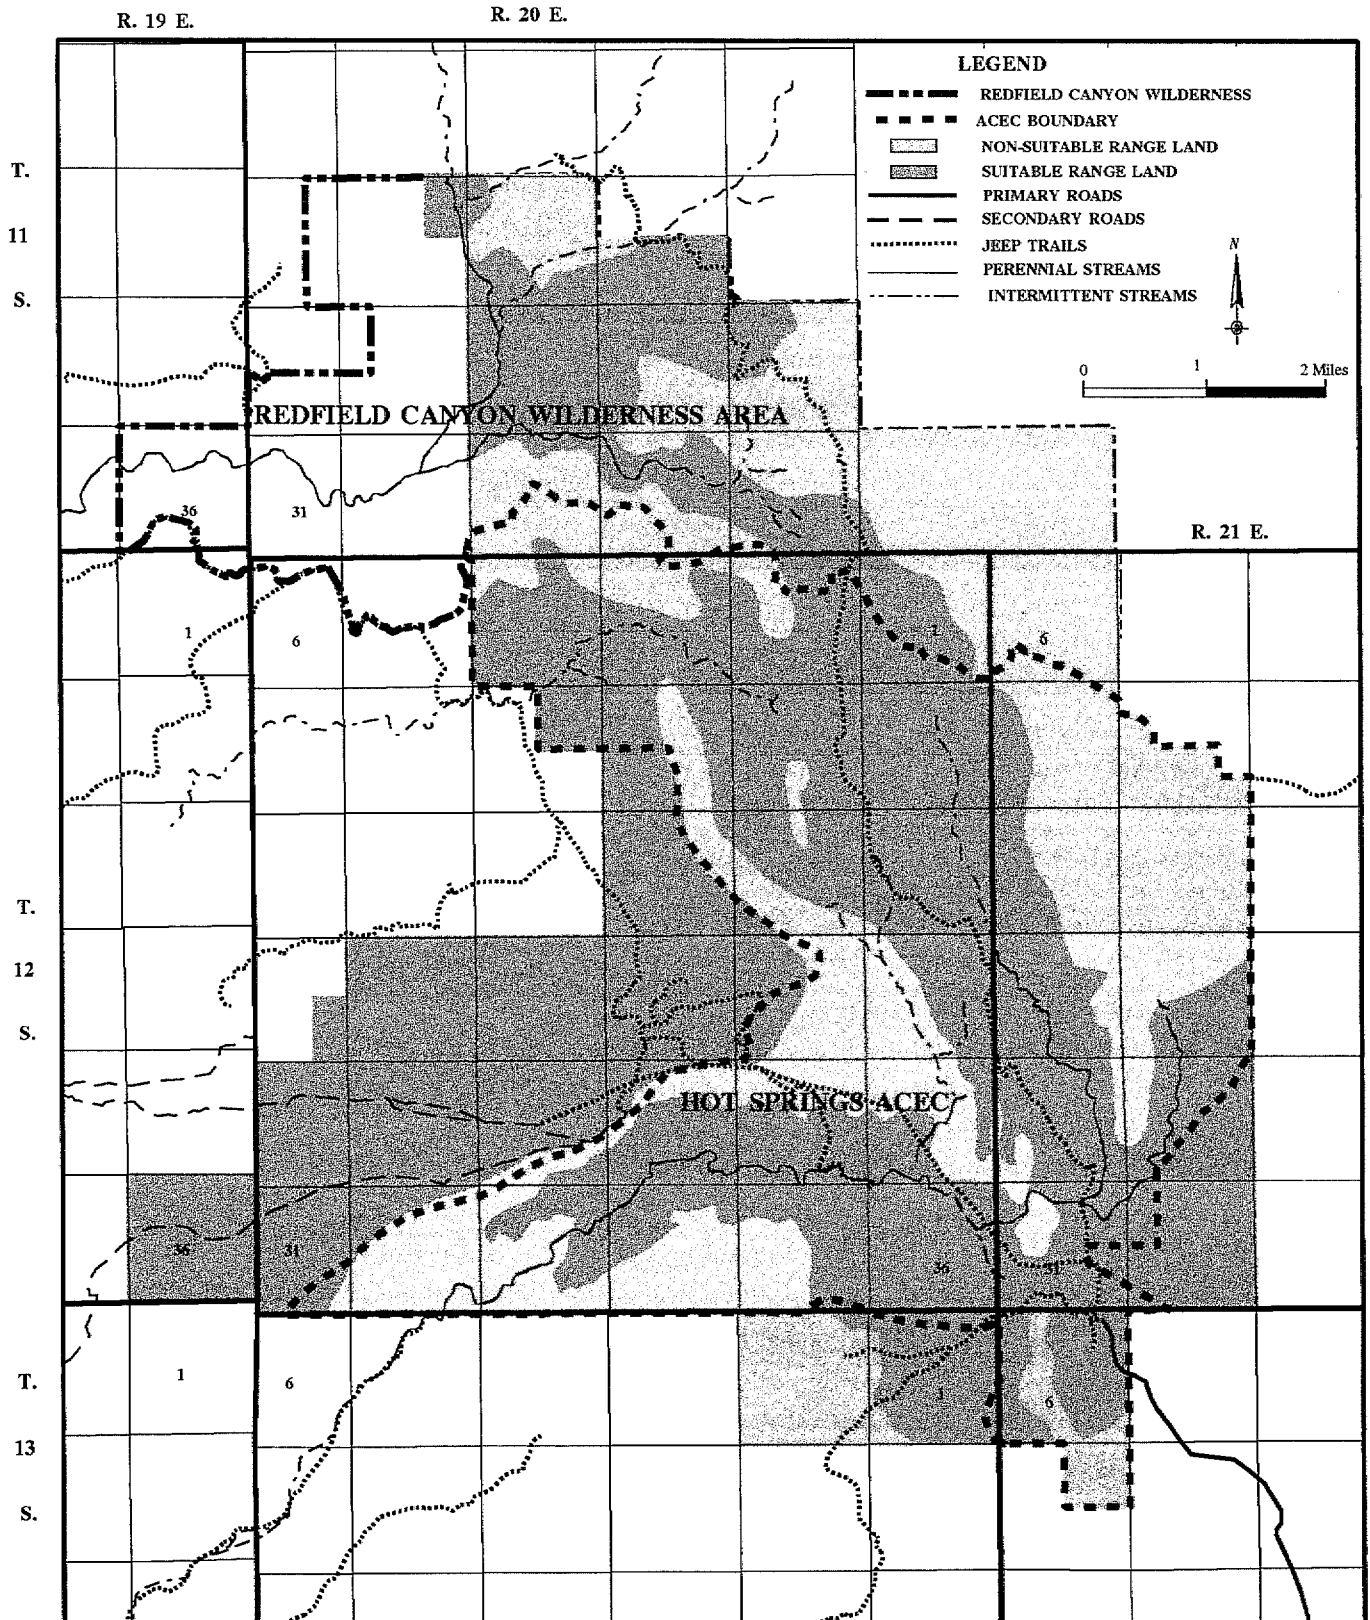 R. 19 E.
R. 20 E.
LEGEND
REDFIELD CANYON WILDERNESS
ACEC BOUNDARY
NON-SUITABLE RANGE LAND
SUITABLE RANGE LAND
PRIMARY ROADS
SECONDARY ROADS
JEEP TRAILS
PERENNIAL STREAMS
INTERMITTENT STREAMS
N
0 1 2 Miles
T.
11
S.
REDFIELD CANYON WILDERNESS AREA
36
31
R. 21 E.
1
6
1
6
T.
12
S.
HOT SPRINGS ACEC
36
31
36
31
T.
13
S.
1
6
1
6